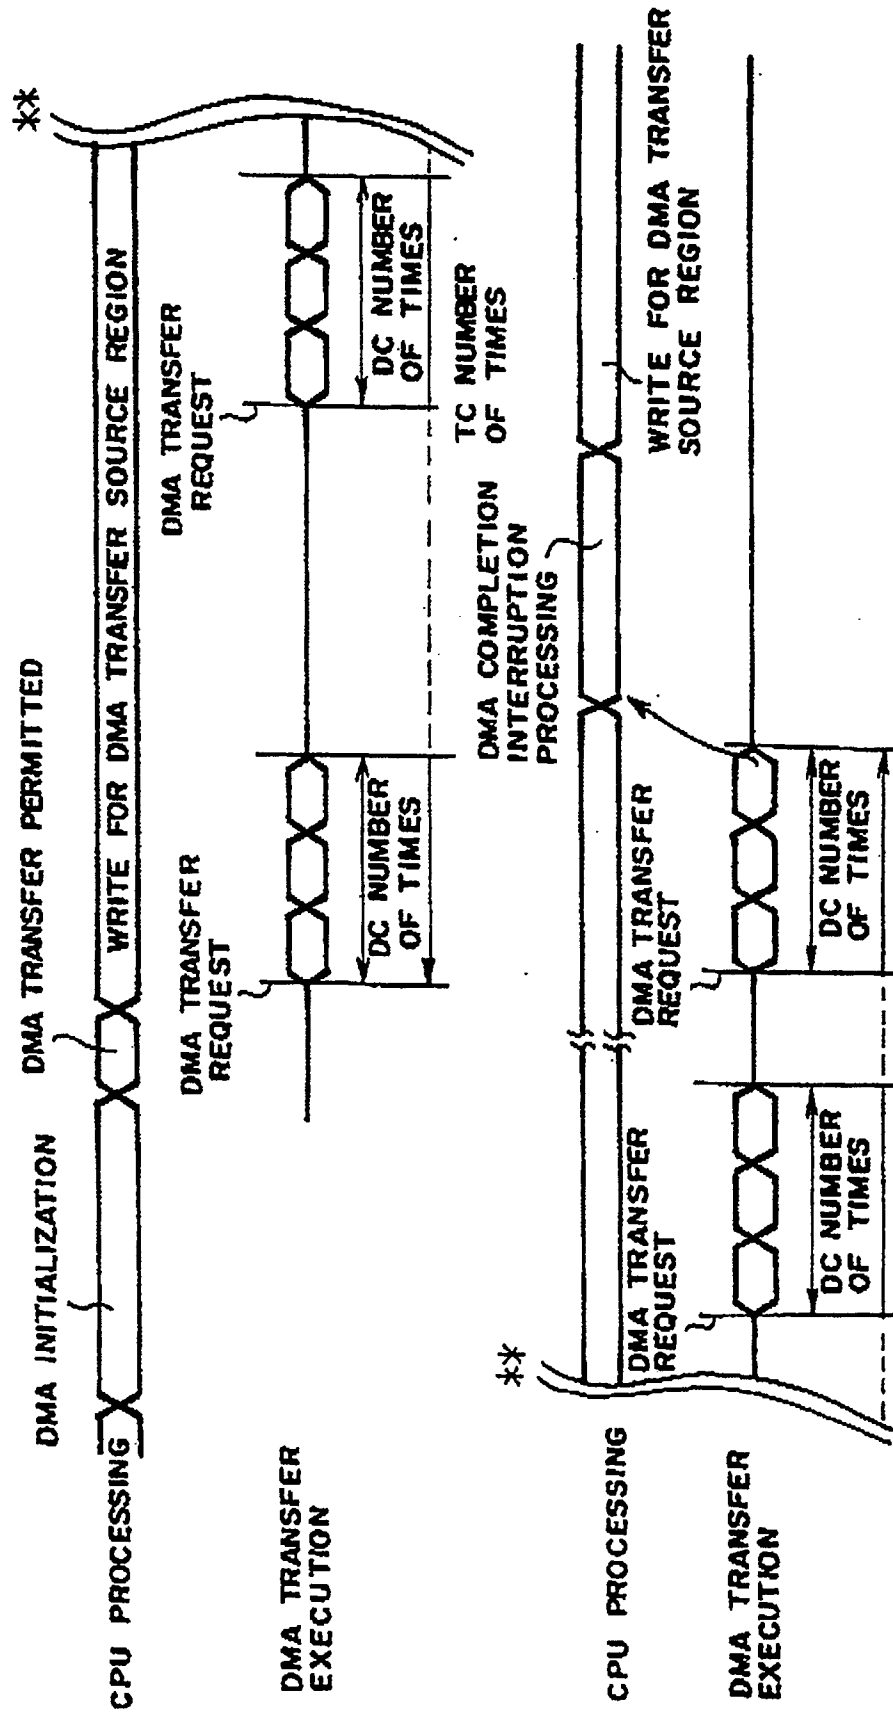 **
DMA INITIALIZATION
DMA TRANSFER PERMITTED
CPU PROCESSING
WRITE FOR DMA TRANSFER SOURCE REGION
DMA TRANSFER
REQUEST
DMA TRANSFER
REQUEST
DMA TRANSFER
EXECUTION
DC NUMBER
OF TIMES
DC NUMBER
OF TIMES
TC NUMBER
OF TIMES
**
DMA COMPLETION
INTERRUPTION
PROCESSING
CPU PROCESSING
WRITE FOR DMA TRANSFER
SOURCE REGION
DMA TRANSFER
REQUEST
DMA TRANSFER
REQUEST
DMA TRANSFER
EXECUTION
DC NUMBER
OF TIMES
DC NUMBER
OF TIMES